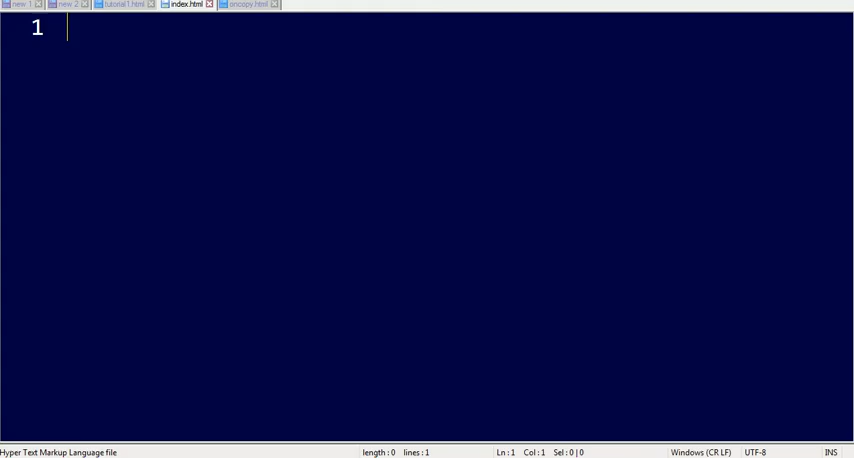 new 1 new 2 tutorial1.html index.html oncopy.html
1
Hyper Text Markup Language file length : 0 lines : 1 Ln : 1 Col : 1 Sel : 0 | 0 Windows (CR LF) UTF-8 INS